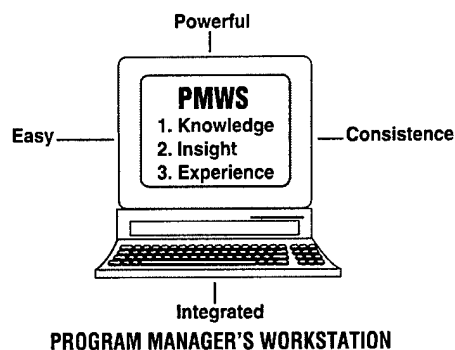 Powerful
PMWS
1. Knowledge
2. Insight
3. Experience
Easy
Consistence
Integrated
PROGRAM MANAGER'S WORKSTATION